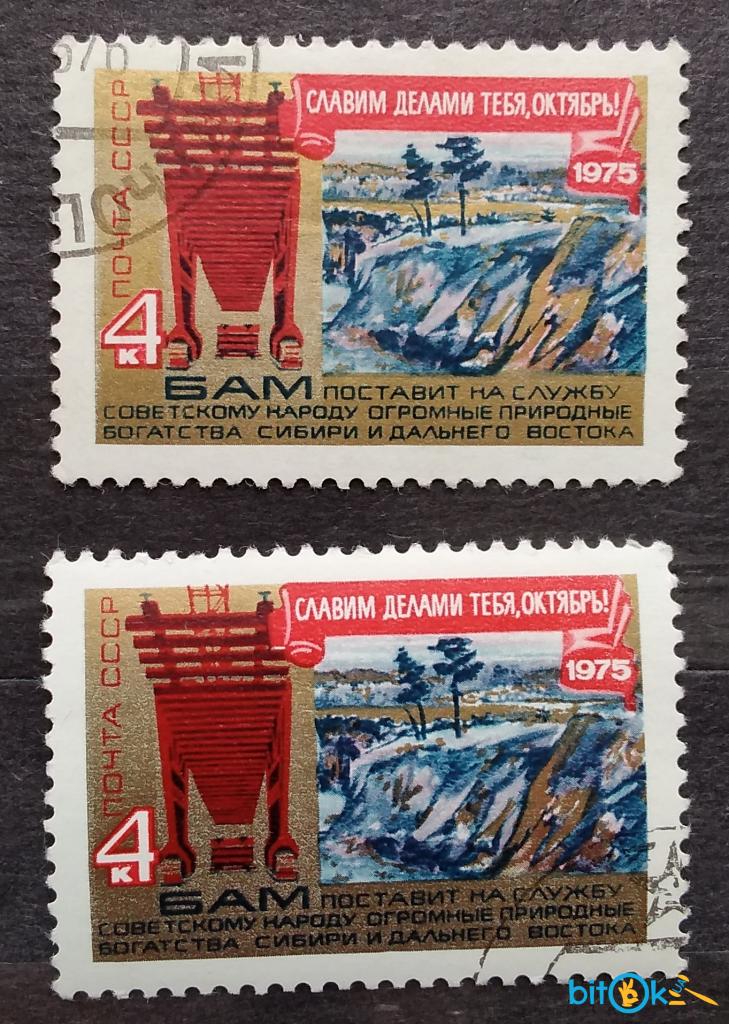 СЛАВИМ ДЕЛАМИ ТЕБЯ, ОКТЯБРЬ!
1975
ПОЧТА СССР
4
К
БАМ ПОСТАВИТ НА СЛУЖБУ
СОВЕТСКОМУ НАРОДУ ОГРОМНЫЕ ПРИРОДНЫЕ
БОГАТСТВА СИБИРИ И ДАЛЬНЕГО ВОСТОКА
СЛАВИМ ДЕЛАМИ ТЕБЯ, ОКТЯБРЬ!
1975
ПОЧТА СССР
4
К
БАМ ПОСТАВИТ НА СЛУЖБУ
СОВЕТСКОМУ НАРОДУ ОГРОМНЫЕ ПРИРОДНЫЕ
БОГАТСТВА СИБИРИ И ДАЛЬНЕГО ВОСТОКА
bitOk